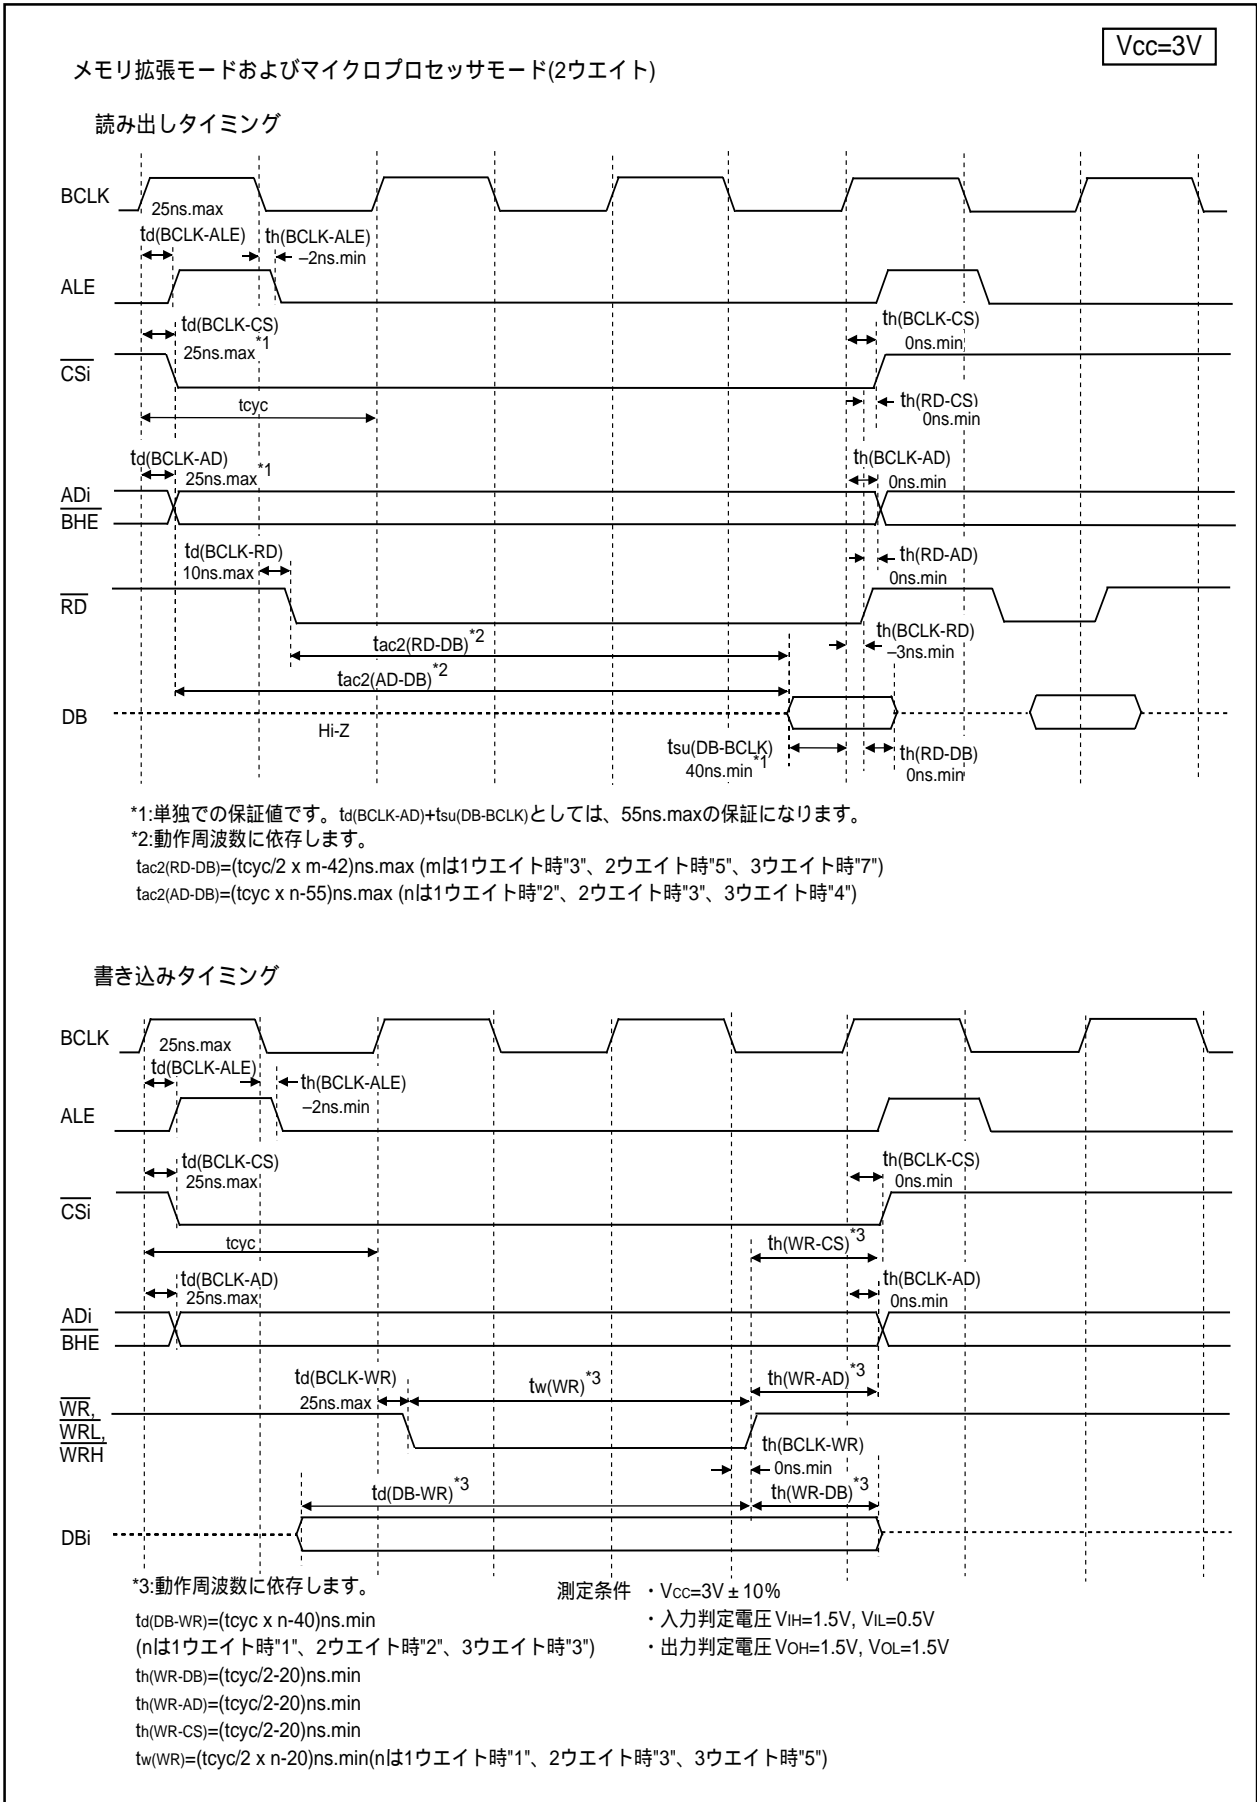 Vcc=3V
メモリ拡張モードおよびマイクロプロセッサモード(2ウエイト)
読み出しタイミング
BCLK
25ns.max
td(BCLK-ALE)
th(BCLK-ALE)
–2ns.min
ALE
td(BCLK-CS)
25ns.max*1
th(BCLK-CS)
0ns.min
CSi
tcyc
th(RD-CS)
0ns.min
td(BCLK-AD)
25ns.max*1
th(BCLK-AD)
0ns.min
ADi
BHE
td(BCLK-RD)
10ns.max
th(RD-AD)
0ns.min
RD
tac2(RD-DB)*2
th(BCLK-RD)
–3ns.min
tac2(AD-DB)*2
DB
Hi-Z
tsu(DB-BCLK)
40ns.min*1
th(RD-DB)
0ns.min
*1:単独での保証値です。td(BCLK-AD)+tsu(DB-BCLK)としては、55ns.maxの保証になります。
*2:動作周波数に依存します。
tac2(RD-DB)=(tcyc/2 x m-42)ns.max (mは1ウエイト時"3"、2ウエイト時"5"、3ウエイト時"7")
tac2(AD-DB)=(tcyc x n-55)ns.max (nは1ウエイト時"2"、2ウエイト時"3"、3ウエイト時"4")
書き込みタイミング
BCLK
25ns.max
td(BCLK-ALE)
th(BCLK-ALE)
–2ns.min
ALE
td(BCLK-CS)
25ns.max
th(BCLK-CS)
0ns.min
CSi
tcyc
th(WR-CS)*3
td(BCLK-AD)
25ns.max
th(BCLK-AD)
0ns.min
ADi
BHE
td(BCLK-WR)
25ns.max
tw(WR)*3
th(WR-AD)*3
WR,
WRL,
WRH
th(BCLK-WR)
0ns.min
td(DB-WR)*3
th(WR-DB)*3
DBi
*3:動作周波数に依存します。
td(DB-WR)=(tcyc x n-40)ns.min
(nは1ウエイト時"1"、2ウエイト時"2"、3ウエイト時"3")
th(WR-DB)=(tcyc/2-20)ns.min
th(WR-AD)=(tcyc/2-20)ns.min
th(WR-CS)=(tcyc/2-20)ns.min
tw(WR)=(tcyc/2 x n-20)ns.min(nは1ウエイト時"1"、2ウエイト時"3"、3ウエイト時"5")
測定条件 ・VCC=3V±10%
・入力判定電圧 VIH=1.5V, VIL=0.5V
・出力判定電圧 VOH=1.5V, VOL=1.5V